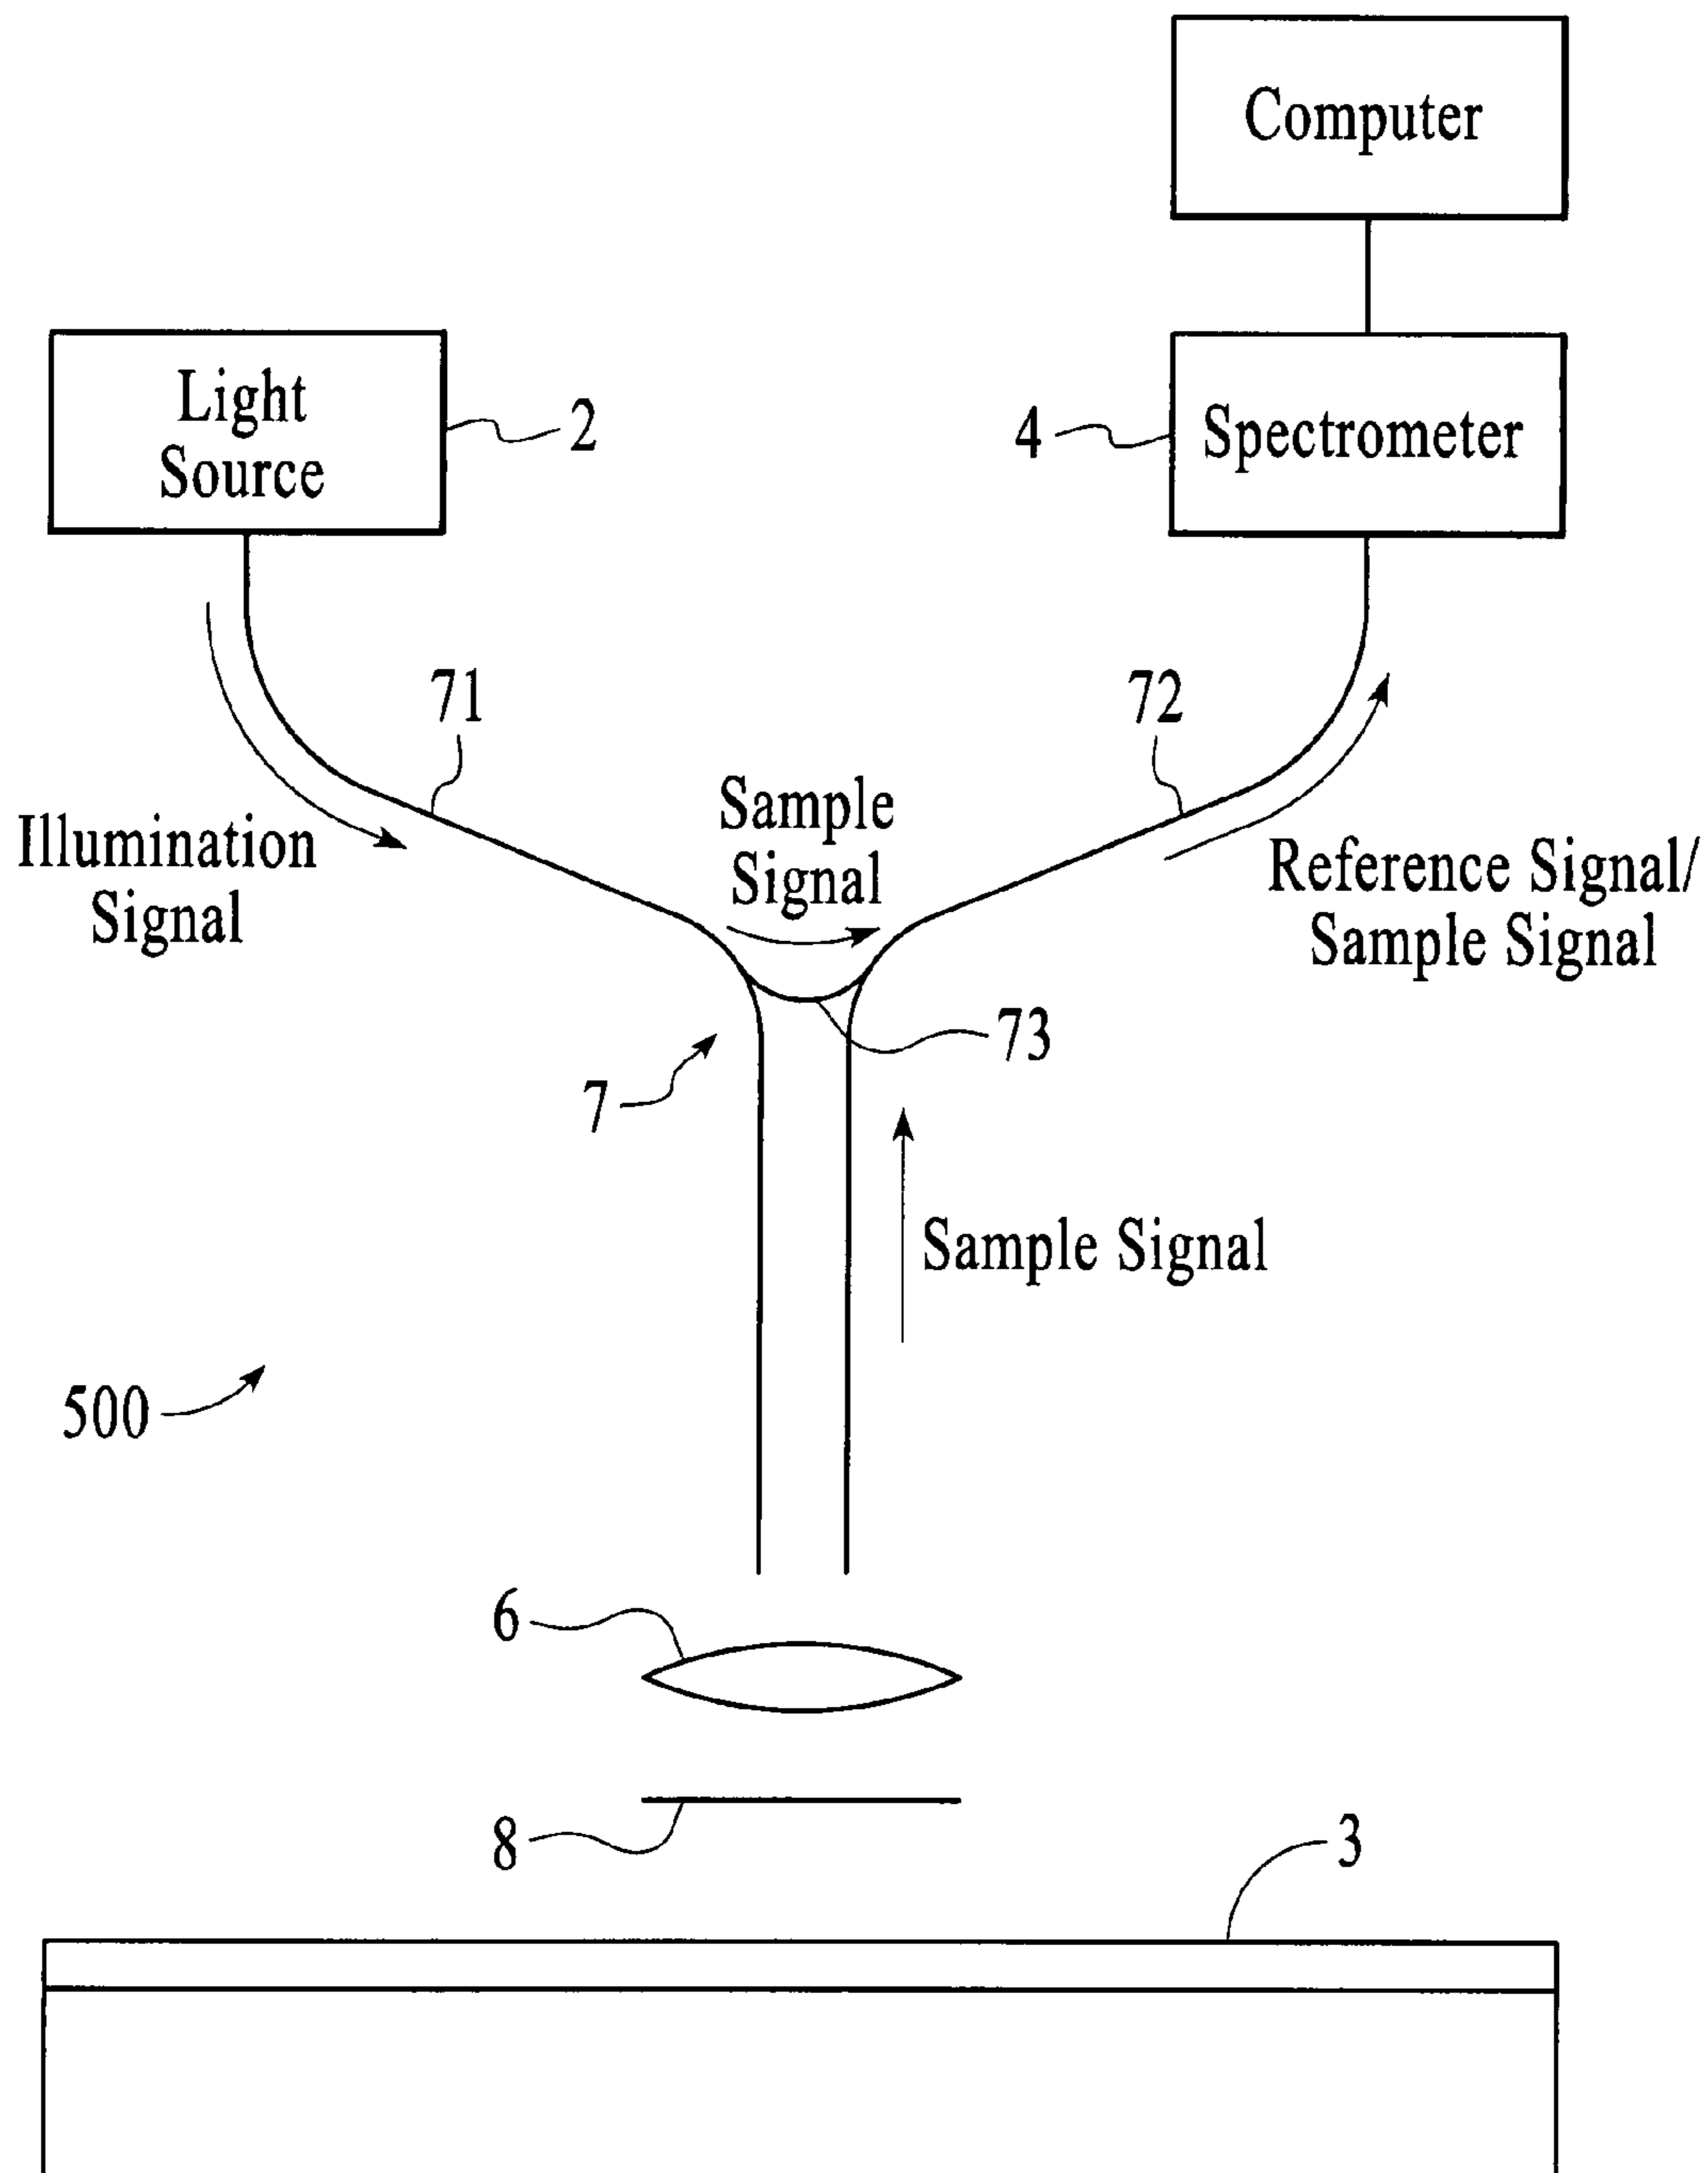 Computer
Light
Source
2
4
Spectrometer
71
72
Illumination
Signal
Sample
Signal
Reference Signal/
Sample Signal
73
7
Sample Signal
500
6
8
3